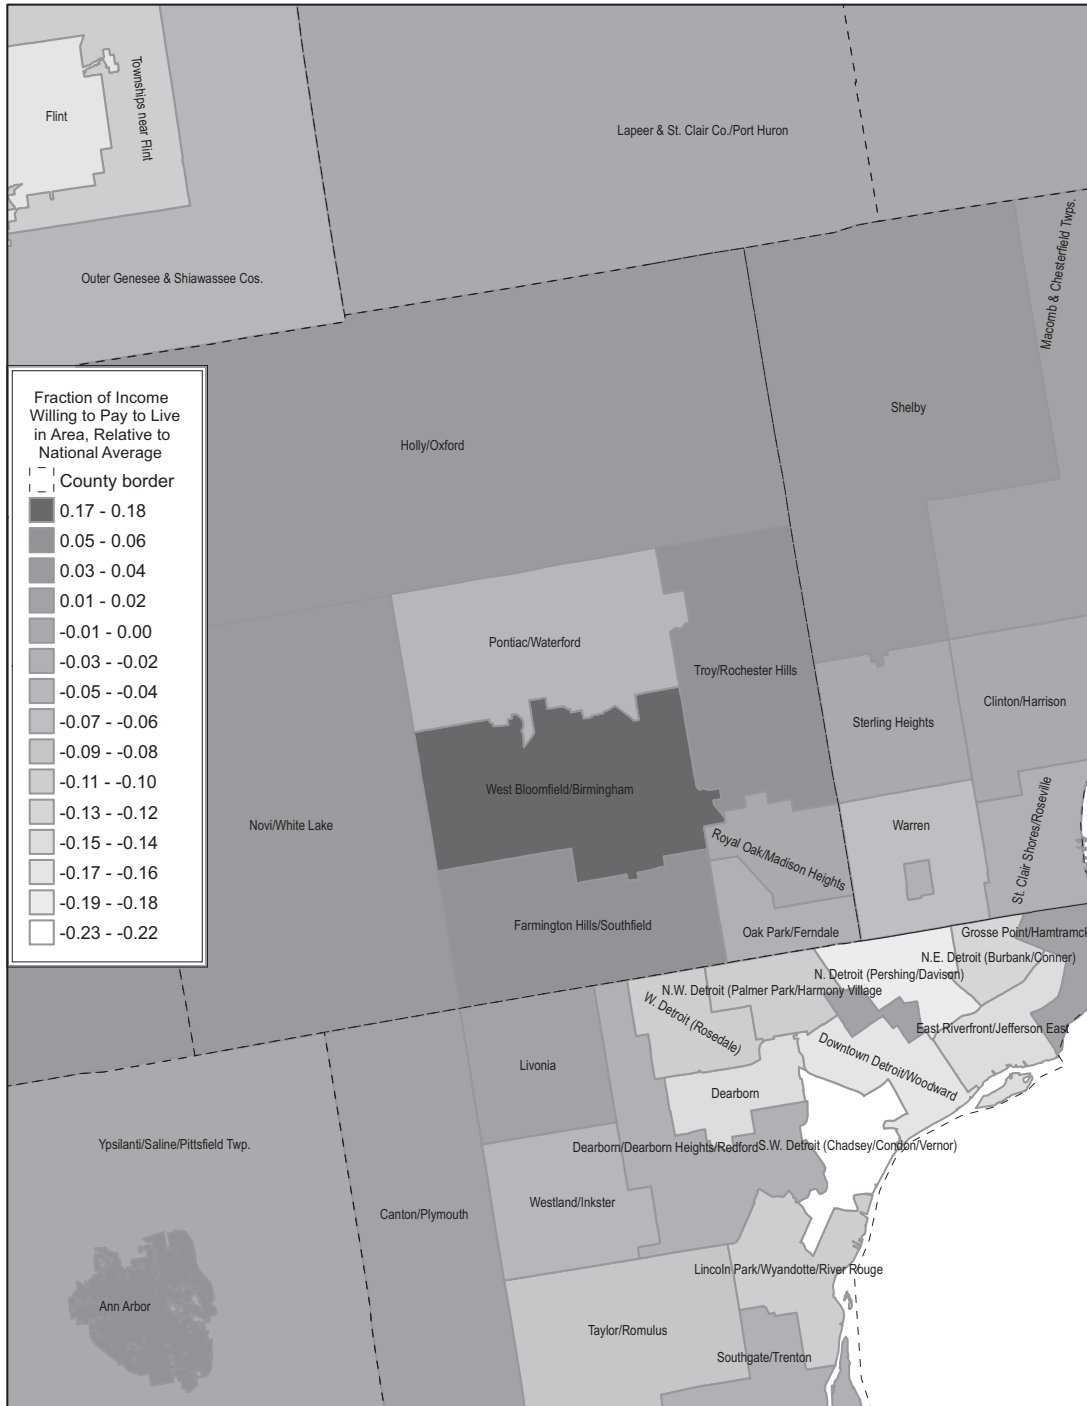 Flint
Townships near Flint
Lapeer & St. Clair Co./Port Huron
Macomb & Chesterfield Twps.
Outer Genesee & Shiawassee Cos.
Fraction of Income
Willing to Pay to Live
in Area, Relative to
National Average
County border
0.17 - 0.18
0.05 - 0.06
0.03 - 0.04
0.01 - 0.02
-0.01 - 0.00
-0.03 - -0.02
-0.05 - -0.04
-0.07 - -0.06
-0.09 - -0.08
-0.11 - -0.10
-0.13 - -0.12
-0.15 - -0.14
-0.17 - -0.16
-0.19 - -0.18
-0.23 - -0.22
Shelby
Holly/Oxford
Pontiac/Waterford
Troy/Rochester Hills
Clinton/Harrison
Sterling Heights
West Bloomfield/Birmingham
Novi/White Lake
Warren
St. Clair Shores/Roseville
Royal Oak/Madison Heights
Farmington Hills/Southfield
Oak Park/Ferndale
Grosse Point/Hamtramck
N.E. Detroit (Burbank/Conner)
N. Detroit (Pershing/Davison)
N.W. Detroit (Palmer Park/Harmony Village
W. Detroit (Rosedale)
East Riverfront/Jefferson East
Downtown Detroit/Woodward
Livonia
Dearborn
Ypsilanti/Saline/Pittsfield Twp.
Dearborn/Dearborn Heights/Redford
S.W. Detroit (Chadsey/Condon/Vernor)
Westland/Inkster
Canton/Plymouth
Lincoln Park/Wyandotte/River Rouge
Ann Arbor
Taylor/Romulus
Southgate/Trenton